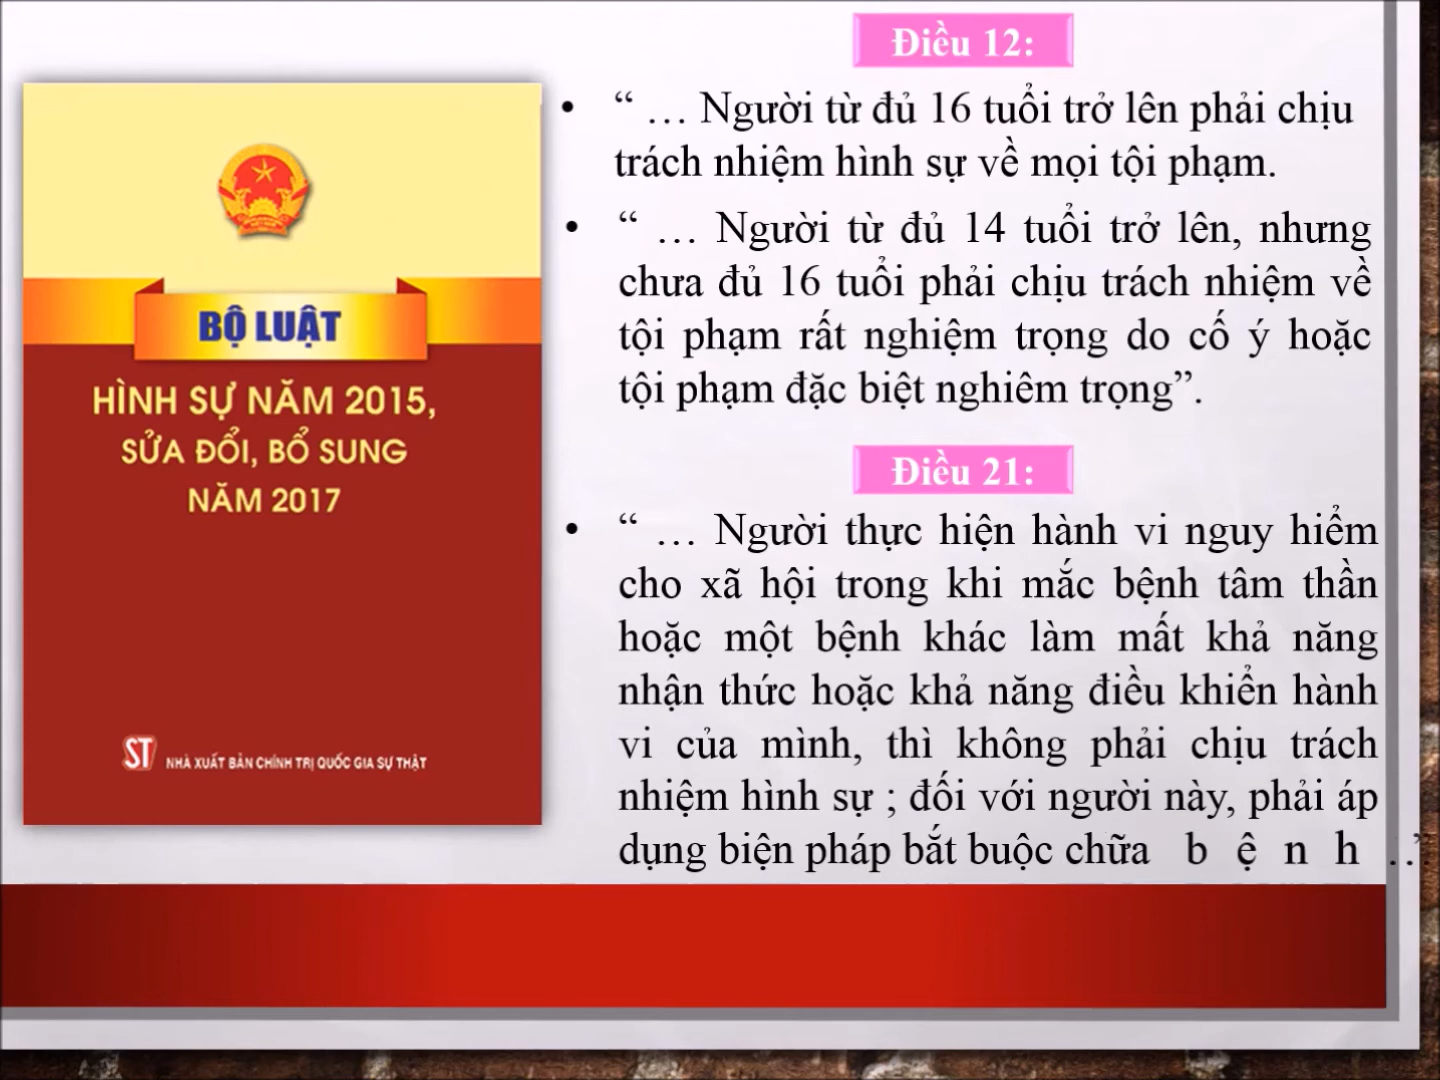 BỘ LUẬT
HÌNH SỰ NĂM 2015,
SỬA ĐỔI, BỔ SUNG
NĂM 2017
ST NHÀ XUẤT BẢN CHÍNH TRỊ QUỐC GIA SỰ THẬT
Điều 12:
• “ … Người từ đủ 16 tuổi trở lên phải chịu
trách nhiệm hình sự về mọi tội phạm.
• “ … Người từ đủ 14 tuổi trở lên, nhưng
chưa đủ 16 tuổi phải chịu trách nhiệm về
tội phạm rất nghiệm trọng do cố ý hoặc
tội phạm đặc biệt nghiêm trọng”.
Điều 21:
• “ … Người thực hiện hành vi nguy hiểm
cho xã hội trong khi mắc bệnh tâm thần
hoặc một bệnh khác làm mất khả năng
nhận thức hoặc khả năng điều khiển hành
vi của mình, thì không phải chịu trách
nhiệm hình sự ; đối với người này, phải áp
dụng biện pháp bắt buộc chữa b ệ n h …”.